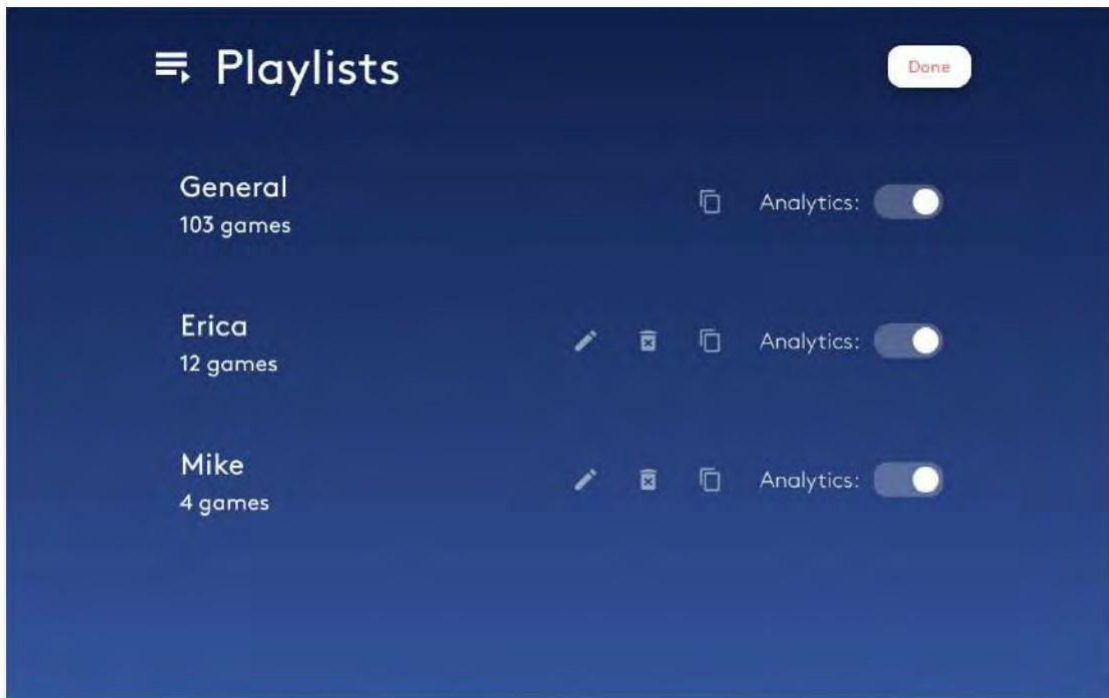 Playlists
Done
General
103 games
Analytics:
Erica
12 games
Analytics:
Mike
4 games
Analytics: